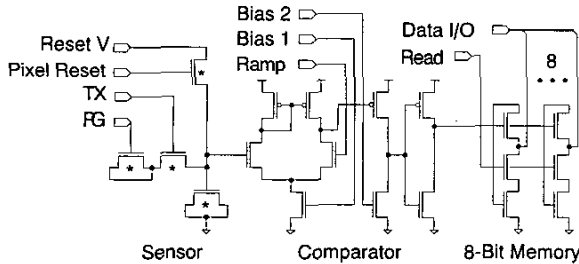 Reset V
Pixel Reset
TX
PG
Bias 2
Bias 1
Ramp
Data I/O
Read
8
Sensor
Comparator
8-Bit Memory